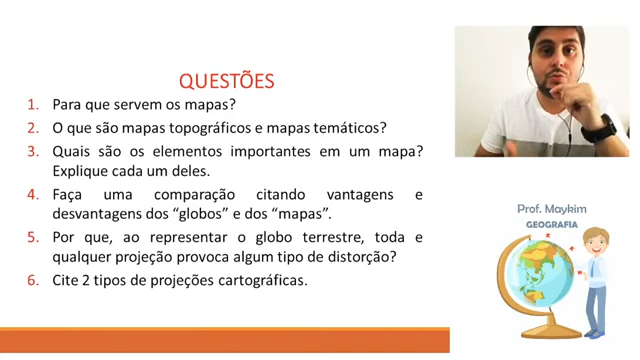 QUESTÕES
1. Para que servem os mapas?
2. O que são mapas topográficos e mapas temáticos?
3. Quais são os elementos importantes em um mapa?
Explique cada um deles.
4. Faça uma comparação citando vantagens e
desvantagens dos “globos” e dos “mapas”.
5. Por que, ao representar o globo terrestre, toda e
qualquer projeção provoca algum tipo de distorção?
6. Cite 2 tipos de projeções cartográficas.
Prof. Maykim
GEOGRAFIA